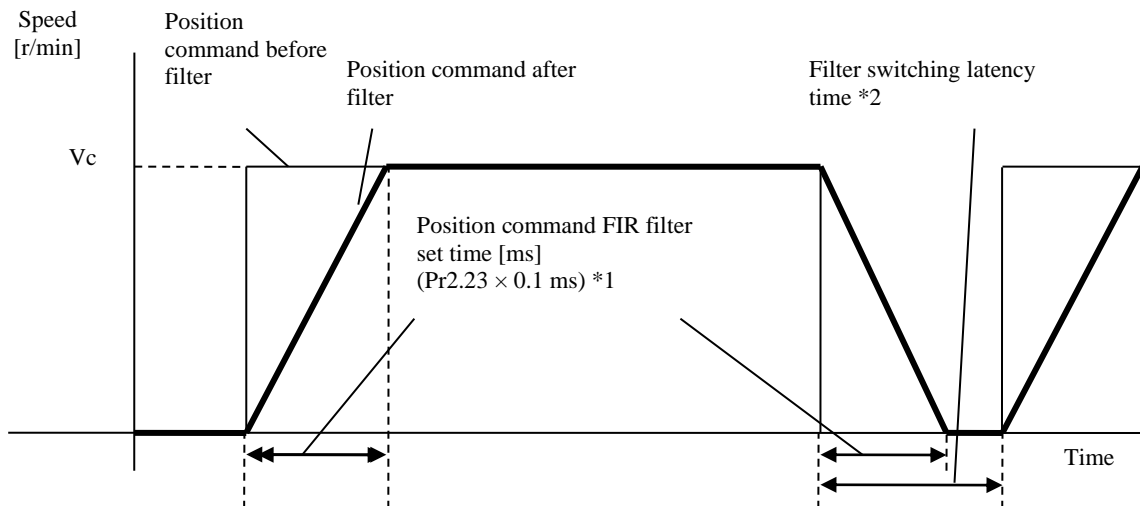 Speed
[r/min]
Position
command before
filter
Position command after
filter
Filter switching latency
time *2
Vc
Position command FIR filter
set time [ms]
(Pr2.23 × 0.1 ms) *1
Time